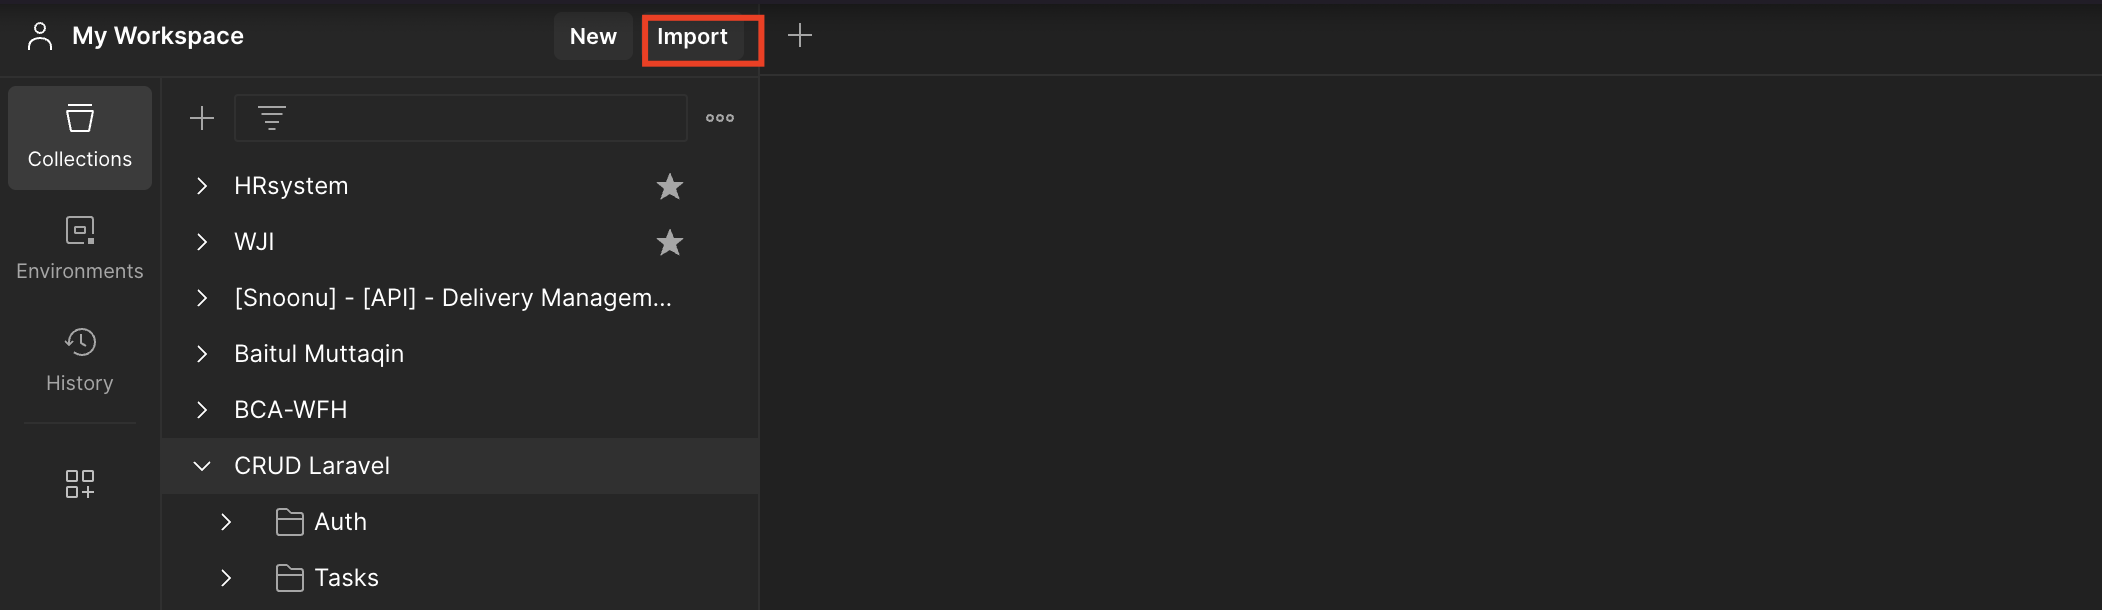 My Workspace
New
Import
Collections
Environments
History
HRsystem
WJI
[Snoonu] - [API] - Delivery Managem...
Baitul Muttaqin
BCA-WFH
CRUD Laravel
Auth
Tasks